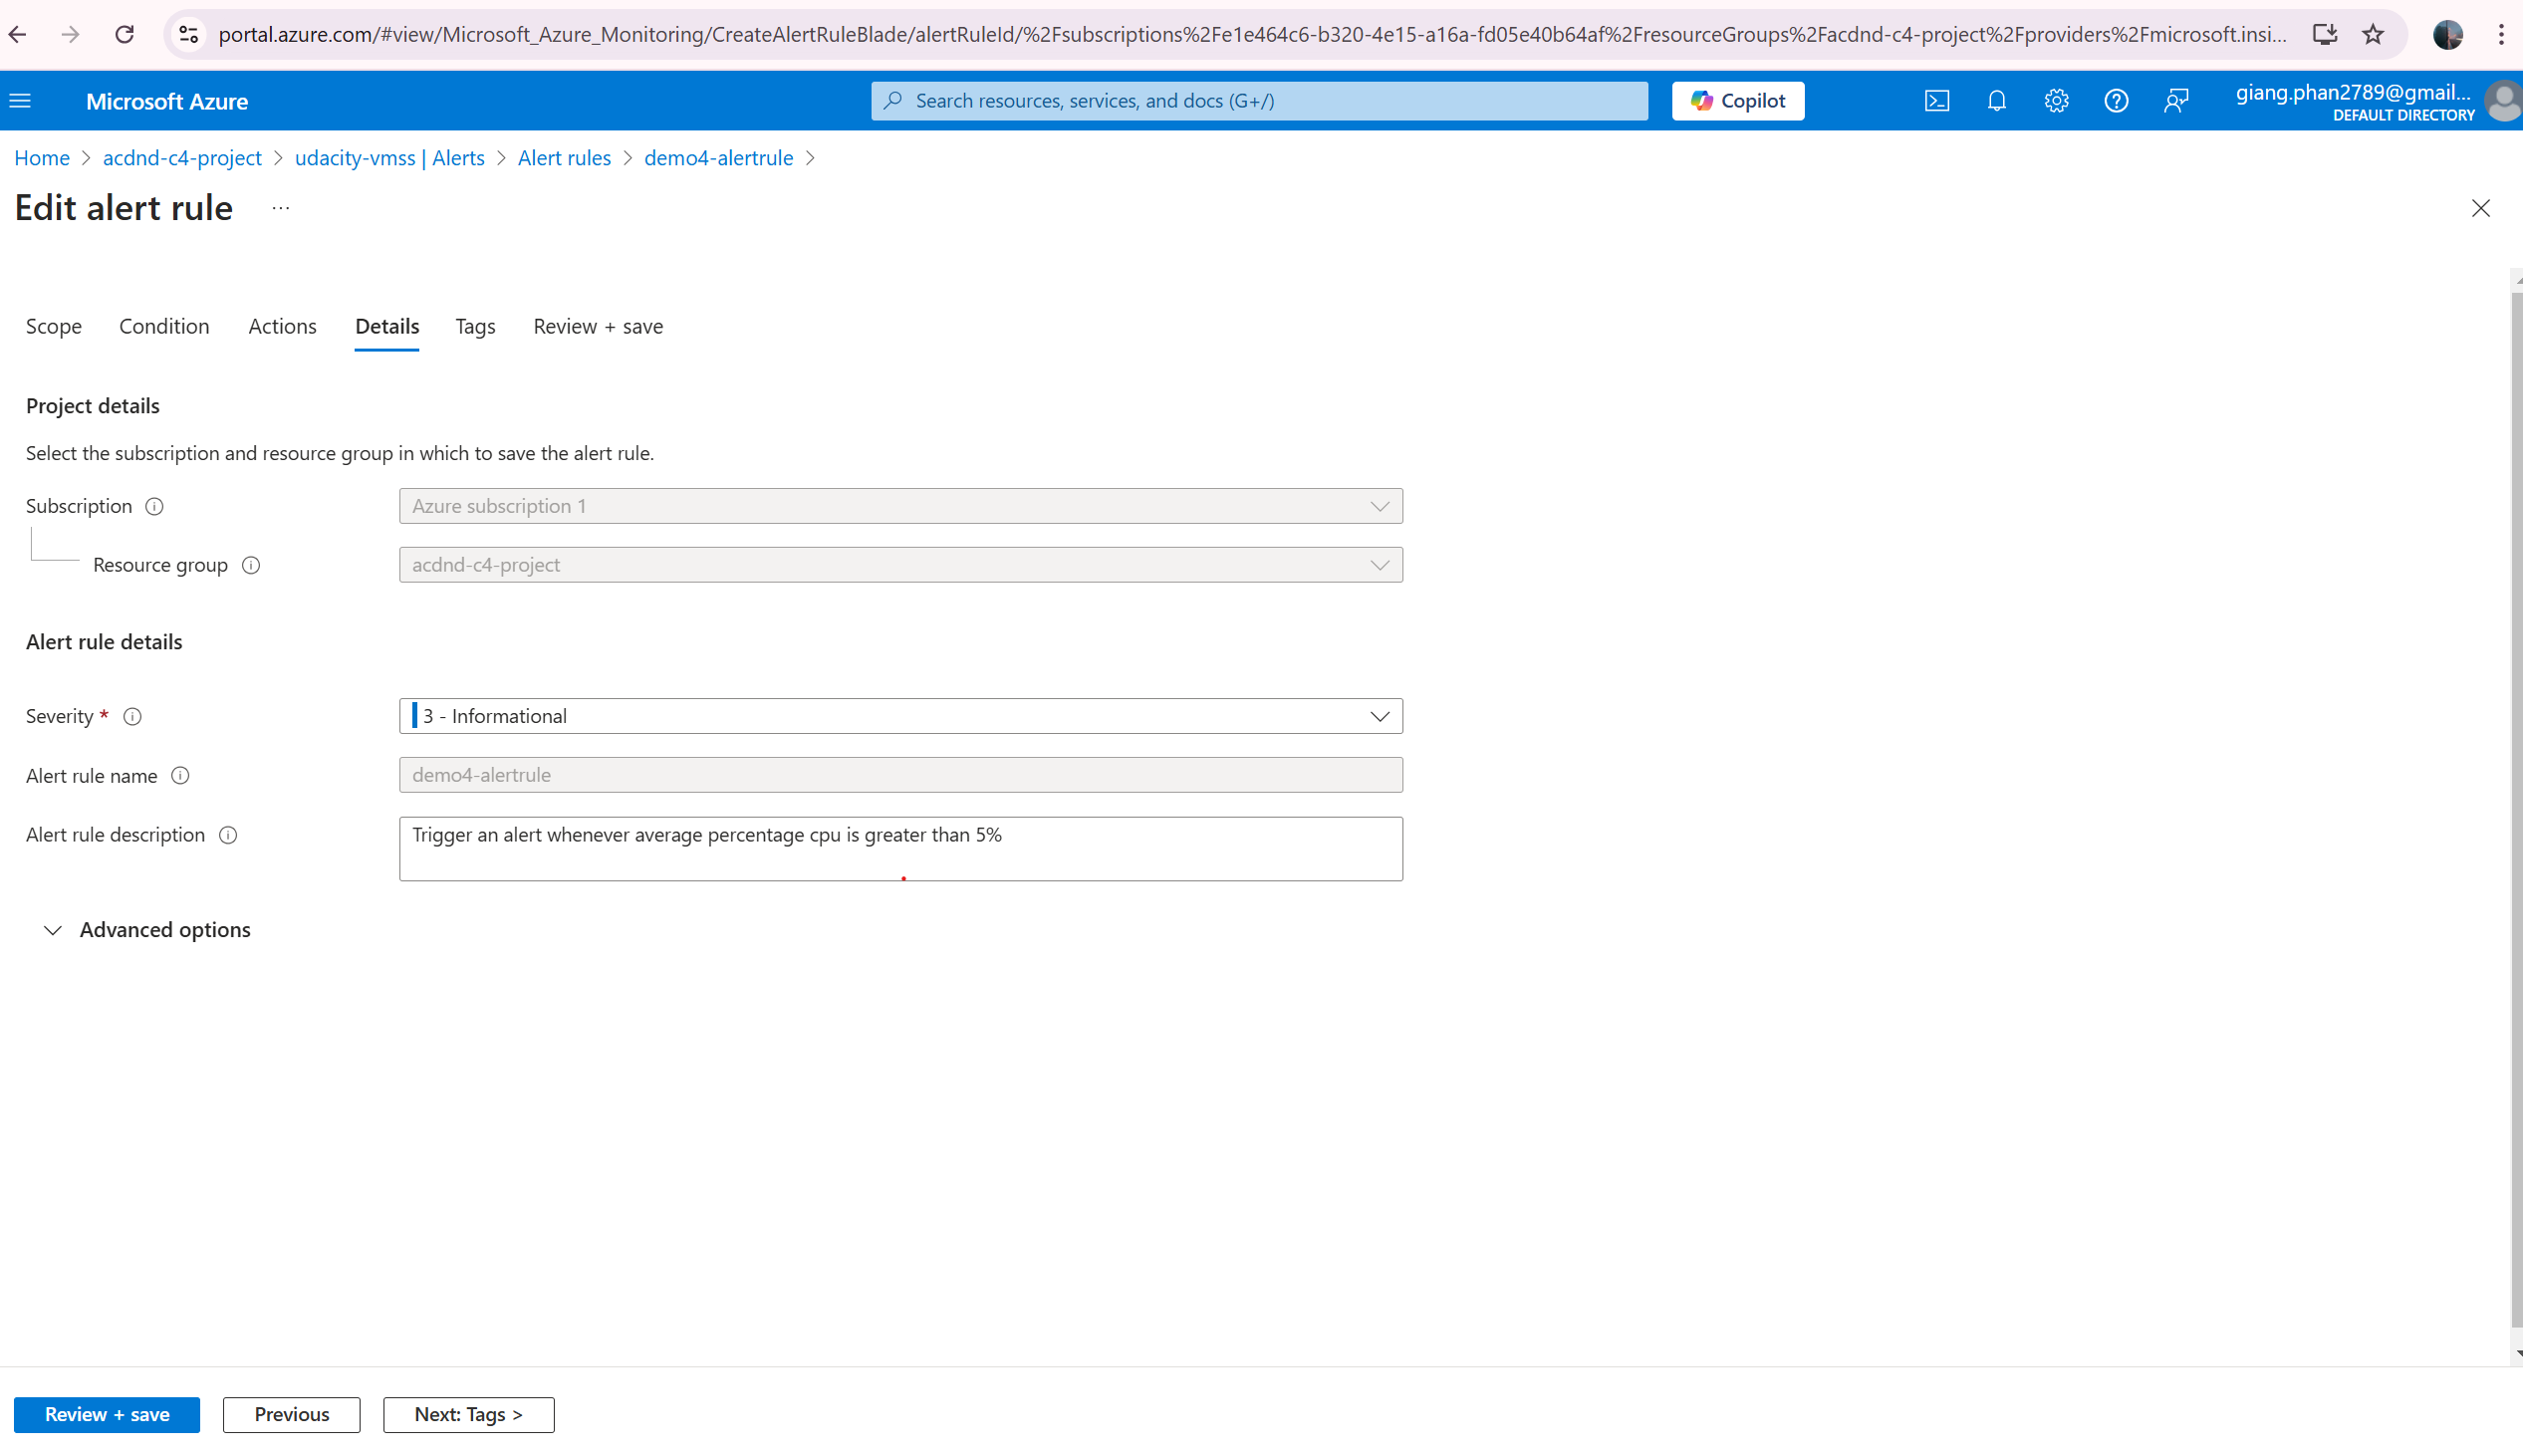 portal.azure.com/#view/Microsoft_Azure_Monitoring/CreateAlertRuleBlade/alertRuleId/%2Fsubscriptions%2Fe1e464c6-b320-4e15-a16a-fd05e40b64af%2FresourceGroups%2Facdnd-c4-project%2Fproviders%2Fmicrosoft.insi...
Microsoft Azure
Search resources, services, and docs (G+/)
Copilot
giang.phan2789@gmail...
DEFAULT DIRECTORY
Home > acdnd-c4-project > udacity-vmss | Alerts > Alert rules > demo4-alertrule >
Edit alert rule ...
Scope Condition Actions Details Tags Review + save
Project details
Select the subscription and resource group in which to save the alert rule.
Subscription Azure subscription 1
Resource group acdnd-c4-project
Alert rule details
Severity * 3 - Informational
Alert rule name demo4-alertrule
Alert rule description Trigger an alert whenever average percentage cpu is greater than 5%
Advanced options
Review + save Previous Next: Tags >